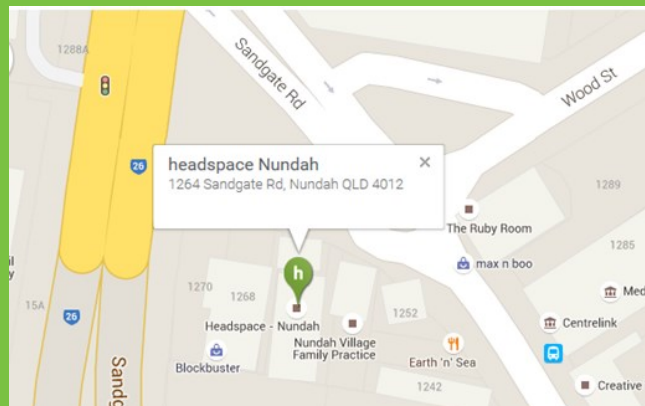 1288A
Sandgate Rd
Wood St
26
headspace Nundah
1264 Sandgate Rd, Nundah QLD 4012
1289
The Ruby Room
1285
max n boo
h
1270
1268
15A
26
Headspace - Nundah
1252
Centrelink
Nundah Village
Family Practice
Earth 'n' Sea
Blockbuster
1242
Creative